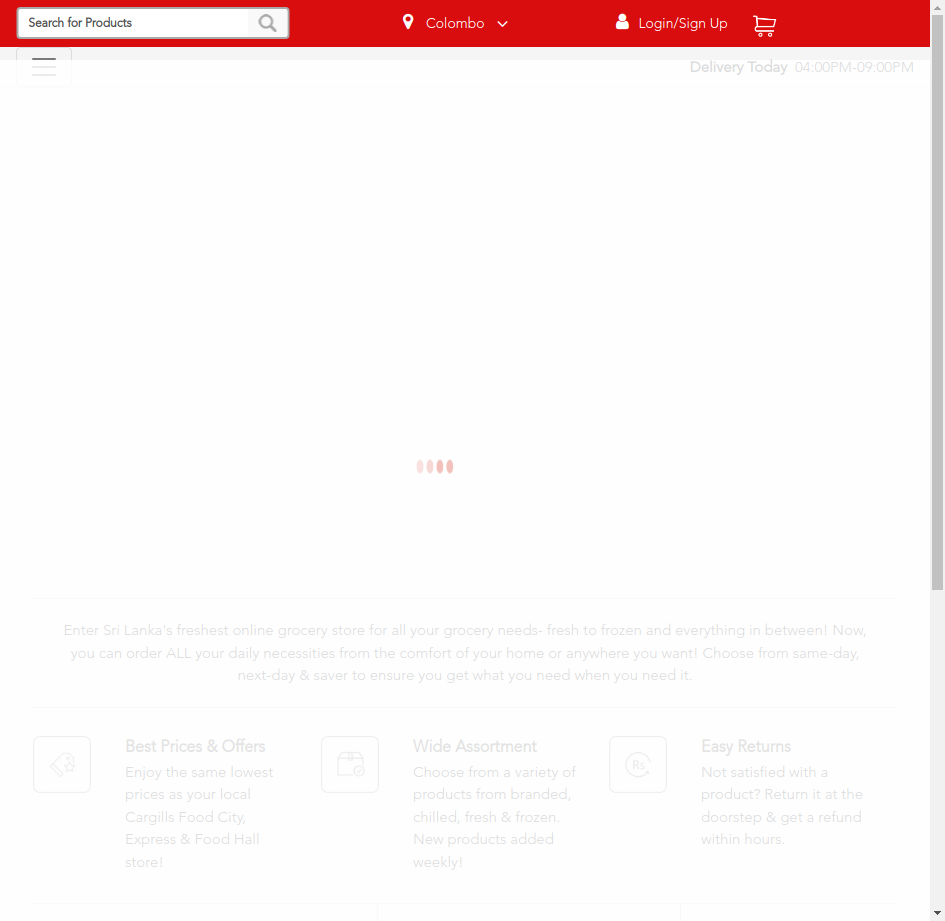 Search for Products
Colombo
Login/Sign Up
Delivery Today 04:00PM-09:00PM
Enter Sri Lanka's freshest online grocery store for all your grocery needs- fresh to frozen and everything in between! Now,
you can order ALL your daily necessities from the comfort of your home or anywhere you want! Choose from same-day,
next-day & saver to ensure you get what you need when you need it.
Best Prices & Offers
Enjoy the same lowest
prices as your local
Cargills Food City,
Express & Food Hall
store!
Wide Assortment
Choose from a variety of
products from branded,
chilled, fresh & frozen.
New products added
weekly!
Rs
Easy Returns
Not satisfied with a
product? Return it at the
doorstep & get a refund
within hours.